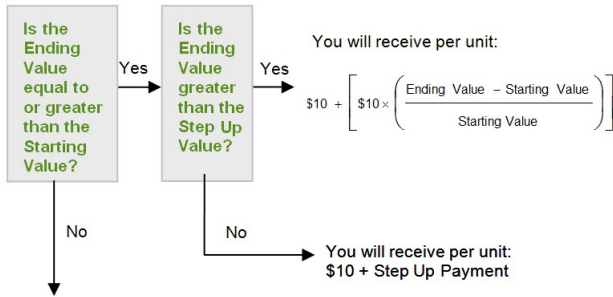 Is the
Ending
Value
equal to
or greater
than the
Starting
Value?
Yes
Is the
Ending
Value
greater
than the
Step Up
Value?
Yes
You will receive per unit:
$10 + [ $10 × ( Ending Value – Starting Value
Starting Value ) ]
No
No
You will receive per unit:
$10 + Step Up Payment